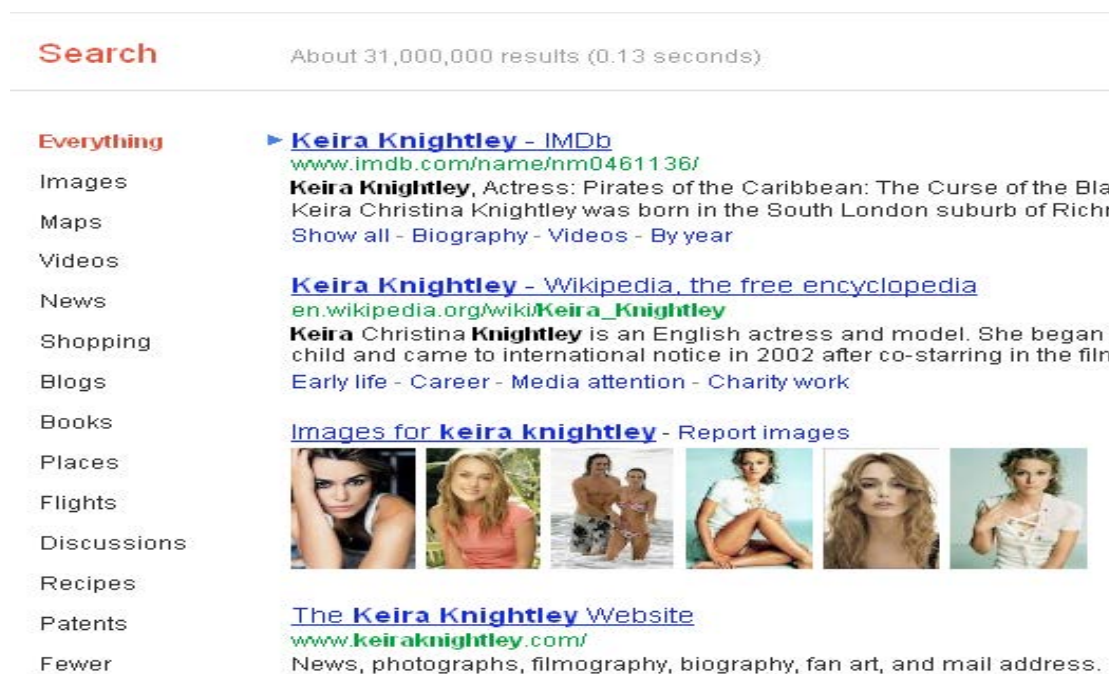 Search
About 31,000,000 results (0.13 seconds)
Everything
Images
Maps
Videos
News
Shopping
Blogs
Books
Places
Flights
Discussions
Recipes
Patents
Fewer
Keira Knightley - IMDb
www.imdb.com/name/nm0461136/
Keira Knightley, Actress: Pirates of the Caribbean: The Curse of the Bla
Keira Christina Knightley was born in the South London suburb of Rich
Show all - Biography - Videos - By year
Keira Knightley - Wikipedia, the free encyclopedia
en.wikipedia.org/wiki/Keira_Knightley
Keira Christina Knightley is an English actress and model. She began
child and came to international notice in 2002 after co-starring in the film
Early life - Career - Media attention - Charity work
Images for keira knightley - Report images
The Keira Knightley Website
www.keiraknightley.com/
News, photographs, filmography, biography, fan art, and mail address.